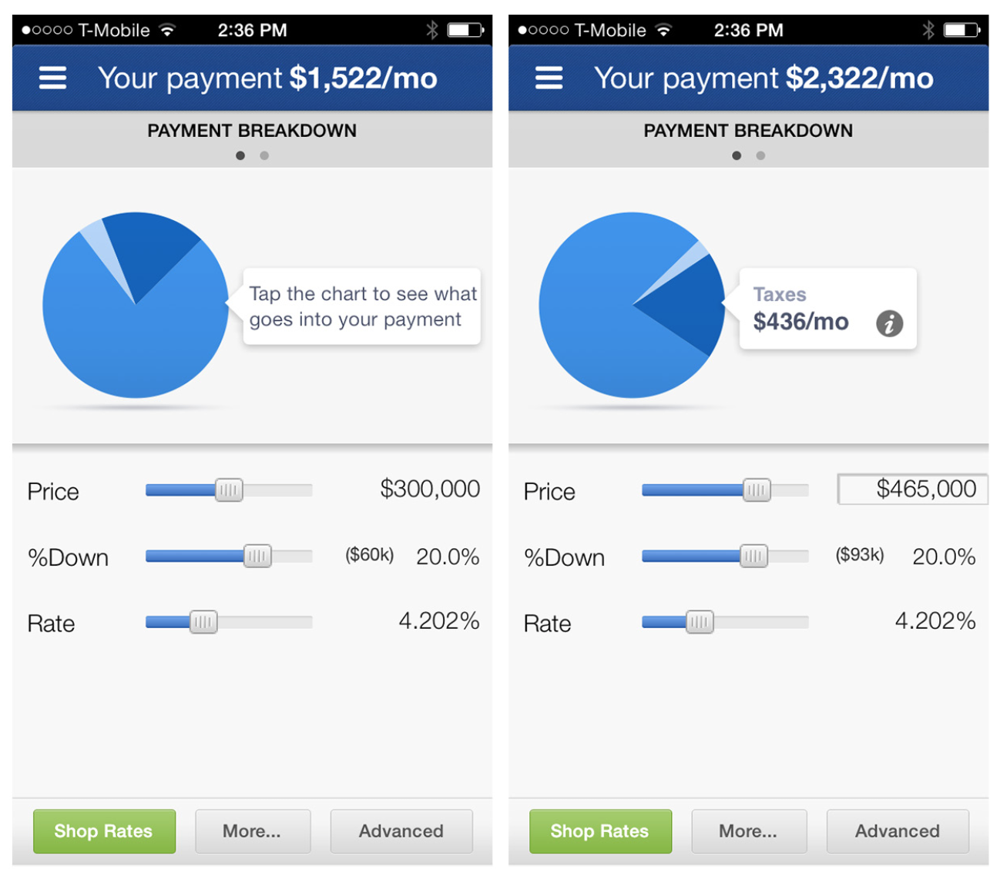 T-Mobile 2:36 PM
Your payment $1,522/mo
PAYMENT BREAKDOWN
Tap the chart to see what
goes into your payment
Price $300,000
%Down ($60k) 20.0%
Rate 4.202%
Shop Rates More... Advanced
T-Mobile 2:36 PM
Your payment $2,322/mo
PAYMENT BREAKDOWN
Taxes
$436/mo i
Price $465,000
%Down ($93k) 20.0%
Rate 4.202%
Shop Rates More... Advanced